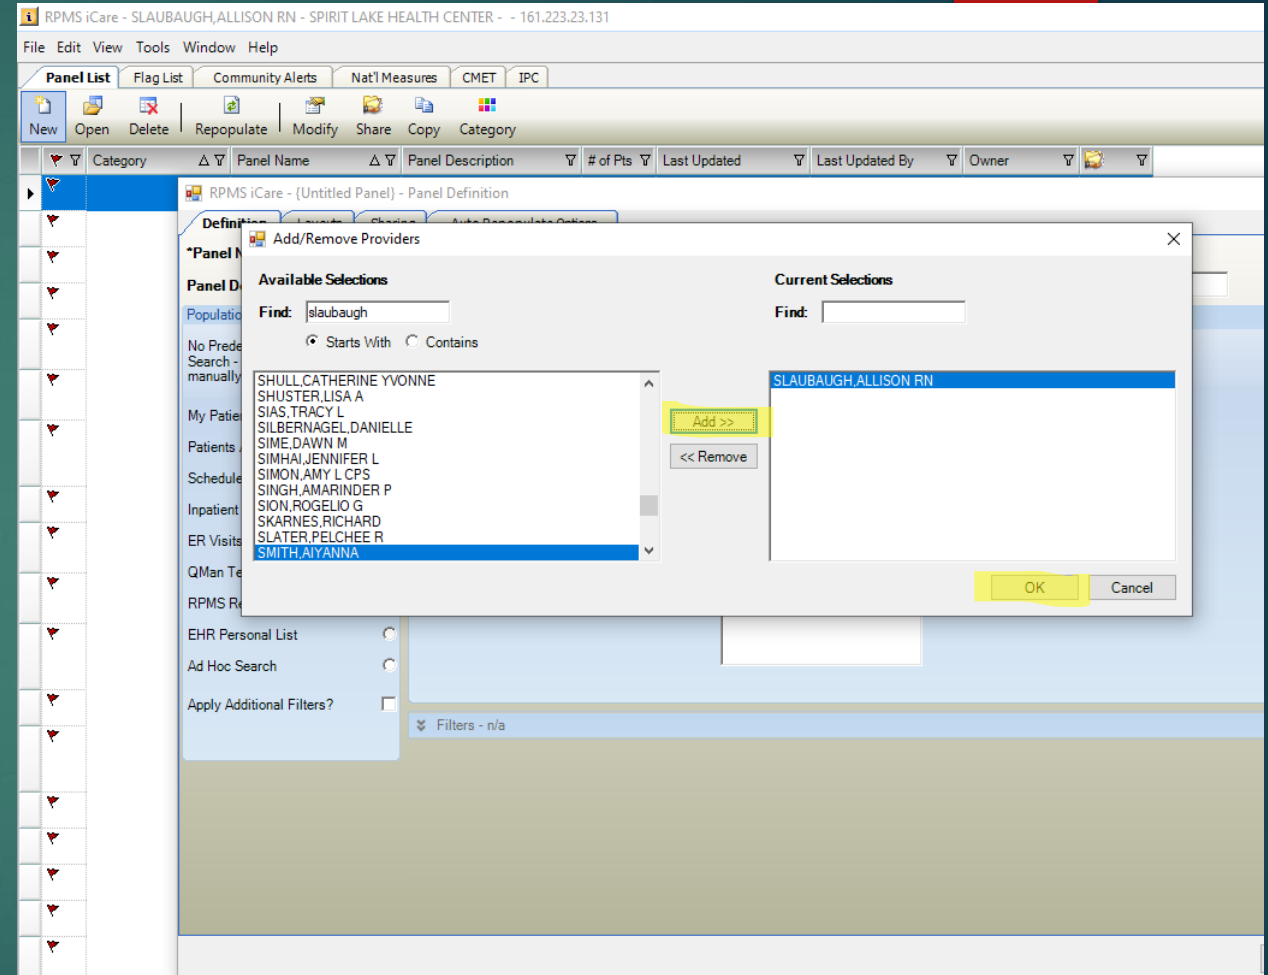 RPMS iCare - SLAUBAUGH,ALLISON RN - SPIRIT LAKE HEALTH CENTER - - 161.223.23.131
File Edit View Tools Window Help
Panel List Flag List Community Alerts Nat'l Measures CMET IPC
New Open Delete Repopulate Modify Share Copy Category
Category Panel Name Panel Description # of Pts Last Updated Last Updated By Owner
RPMS iCare - {Untitled Panel} - Panel Definition
Definition Layouts Sharing Auto Repopulate Options
Add/Remove Providers
*Panel N
Available Selections Current Selections
Panel D
Find: slaubaugh Find:
Populatio
Starts With Contains
No Prede
Search -
manually
SHULL,CATHERINE YVONNE
SHUSTER,LISA A
SIAS,TRACY L
SILBERNAGEL,DANIELLE
SIME,DAWN M
SIMHAI,JENNIFER L
SIMON,AMY L CPS
SINGH,AMARINDER P
SION,ROGELIO G
SKARNES,RICHARD
SLATER,PELCHEE R
SMITH,AIYANNA
SLAUBAUGH,ALLISON RN
Add >>
<< Remove
OK Cancel
My Patie
Patients
Schedule
Inpatient
ER Visits
QMan Te
RPMS Re
EHR Personal List
Ad Hoc Search
Apply Additional Filters?
Filters - n/a